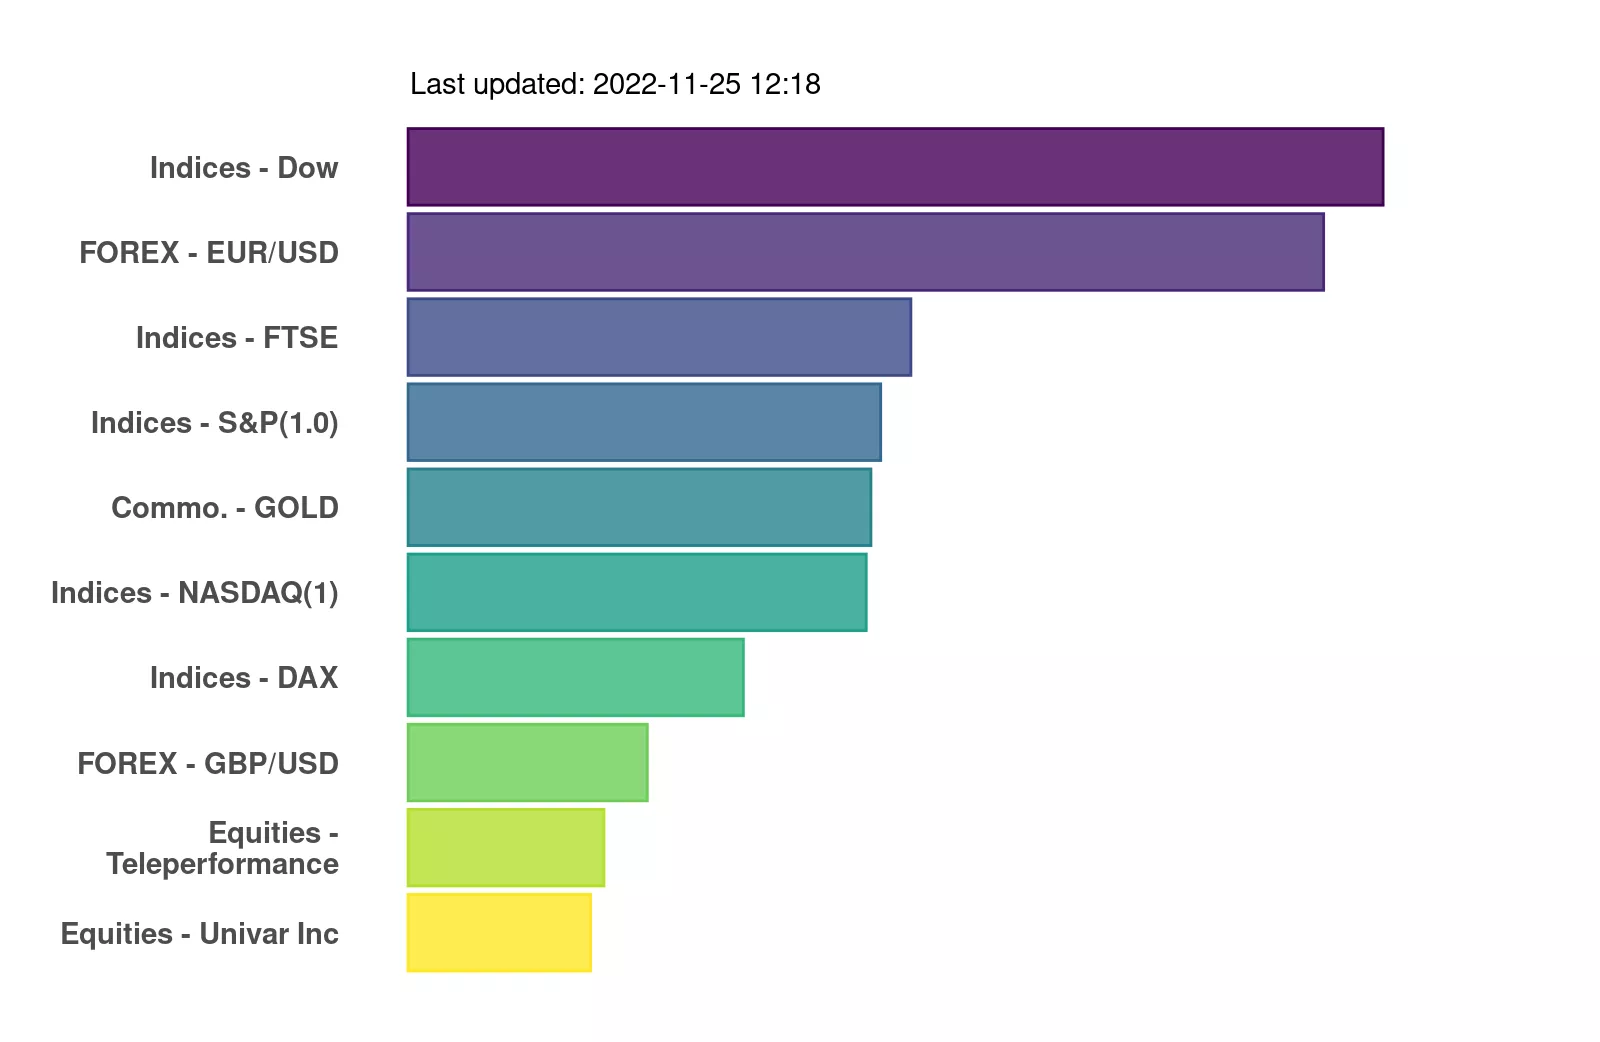 Last updated: 2022-11-25 12:18
Indices - Dow
FOREX - EUR/USD
Indices - FTSE
Indices - S&P(1.0)
Commo. - GOLD
Indices - NASDAQ(1)
Indices - DAX
FOREX - GBP/USD
Equities -
Teleperformance
Equities - Univar Inc